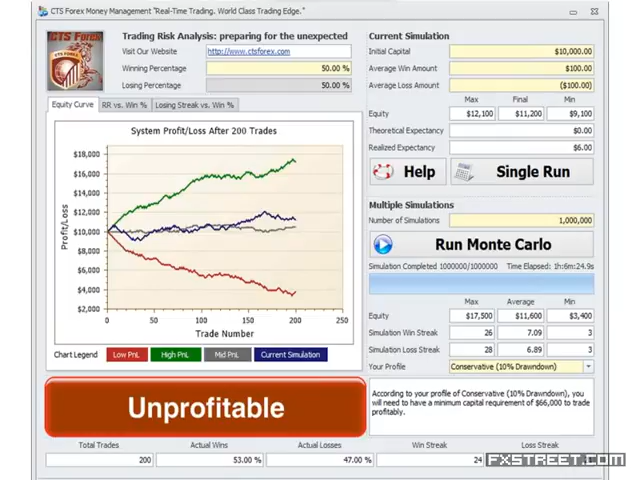 CTS Forex Money Management "Real-Time Trading. World Class Trading Edge."
CTS Forex
Trading Risk Analysis: preparing for the unexpected
Visit Our Website
http://www.ctsforex.com
Winning Percentage
50.00 %
Losing Percentage
50.00 %
Equity Curve
RR vs. Win %
Losing Streak vs. Win %
System Profit/Loss After 200 Trades
Profit/Loss
$18,000
$16,000
$14,000
$12,000
$10,000
$8,000
$6,000
$4,000
$2,000
0 50 100 150 200 250
Trade Number
Chart Legend
Low PnL
High PnL
Mid PnL
Current Simulation
Current Simulation
Initial Capital
$10,000.00
Average Win Amount
$100.00
Average Loss Amount
($100.00)
Max Final Min
Equity
$12,100 $11,200 $9,100
Theoretical Expectancy
$0.00
Realized Expectancy
$6.00
Help
Single Run
Multiple Simulations
Number of Simulations
1,000,000
Run Monte Carlo
Simulation Completed 1000000/1000000 Time Elapsed: 1h:6m:24.9s
Max Average Min
Equity
$17,500 $11,600 $3,400
Simulation Win Streak
26 7.09 3
Simulation Loss Streak
28 6.89 3
Your Profile
Conservative (10% Drawndown)
According to your profile of Conservative (10% Drawndown), you
will need to have a minimum capital requirement of $66,000 to trade
profitably.
Unprofitable
Total Trades Actual Wins Actual Losses Win Streak Loss Streak
200 53.00 % 47.00 % 24
FXSTREET.COM